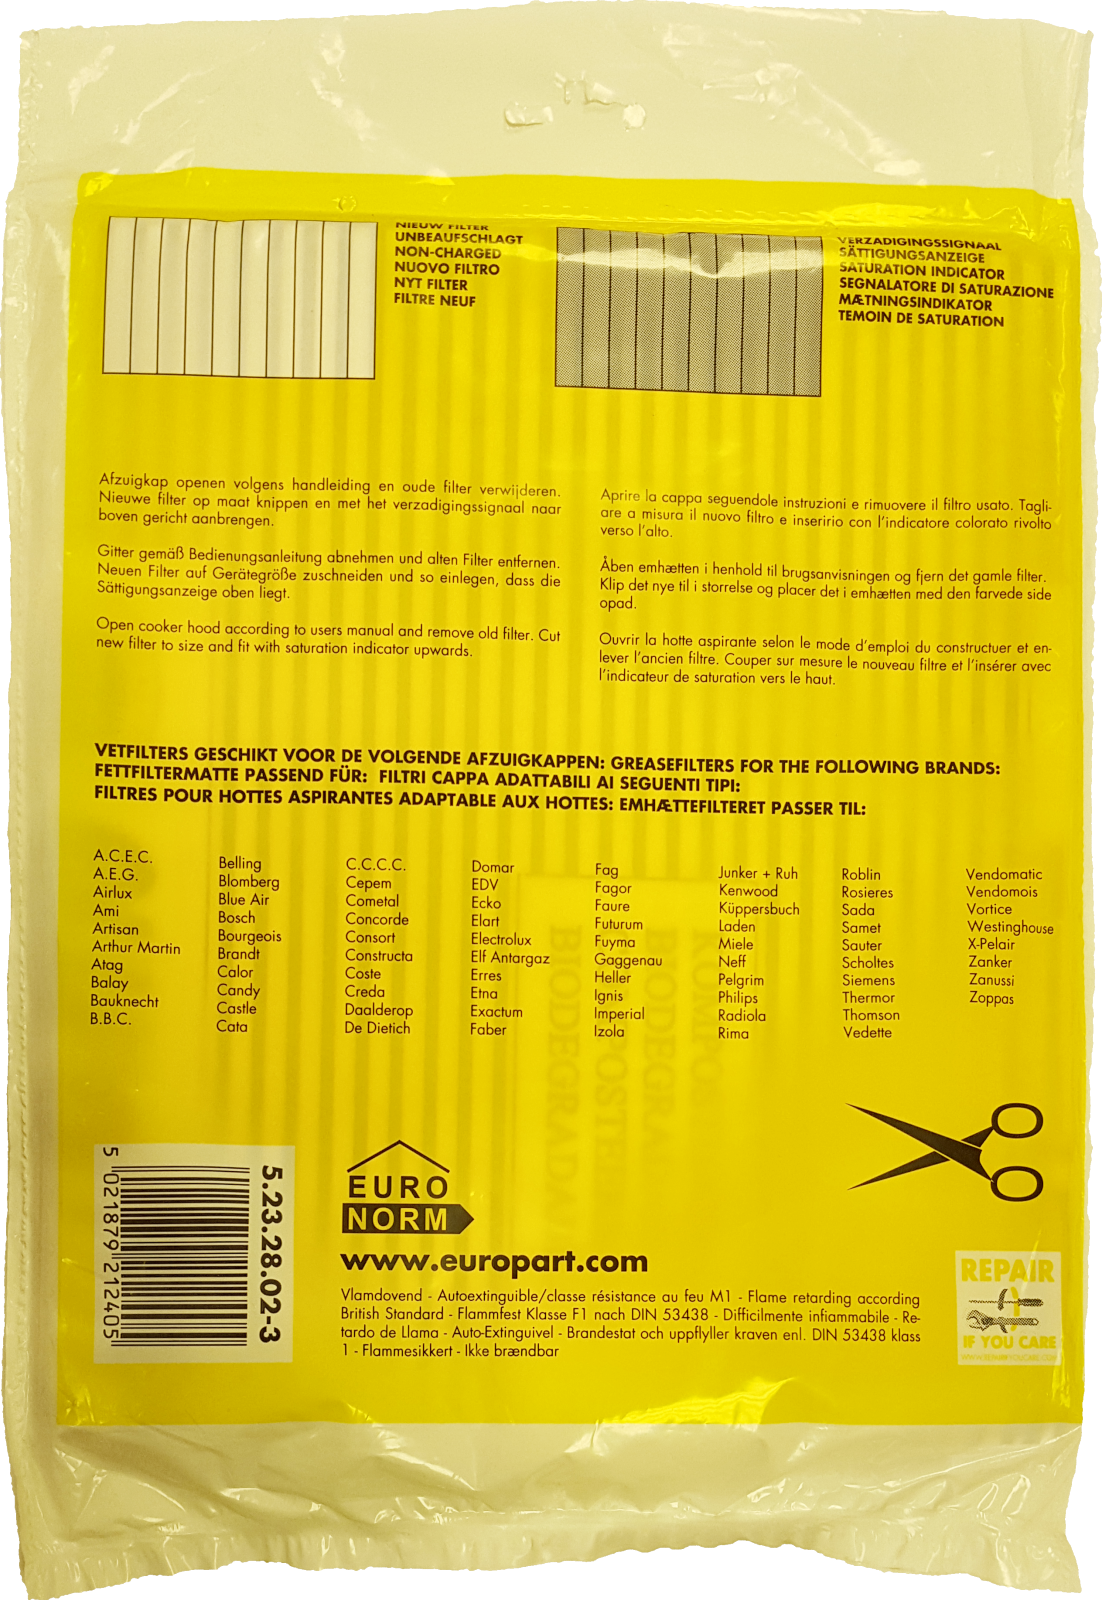 NIEUW FILTER
UNBEAUFSCHLAGT
NON-CHARGED
NUOVO FILTRO
NYT FILTER
FILTRE NEUF
VERZADIGINGSSIGNAAL
SÄTTIGUNGSANZEIGE
SATURATION INDICATOR
SEGNALATORE DI SATURAZIONE
MÆTNINGSINDIKATOR
TEMOIN DE SATURATION
Afzuigkap openen volgens handleiding en oude filter verwijderen.
Nieuwe filter op maat knippen en met het verzadigingssignaal naar
boven gericht aanbrengen.
Gitter gemäß Bedienungsanleitung abnehmen und alten Filter entfernen.
Neuen Filter auf Gerätegröße zuschneiden und so einlegen, dass die
Sättigungsanzeige oben liegt.
Open cooker hood according to users manual and remove old filter. Cut
new filter to size and fit with saturation indicator upwards.
Aprire la cappa seguendole instruzioni e rimuovere il filtro usato. Tagli-
are a misura il nuovo filtro e inseririo con l'indicatore colorato rivolto
verso l'alto.
Åben emhætten i henhold til brugsanvisningen og fjern det gamle filter.
Klip det nye til i storrelse og placer det i emhætten med den farvede side
opad.
Ouvrir la hotte aspirante selon le mode d'emploi du constructuer et en-
lever l'ancien filtre. Couper sur mesure le nouveau filtre et l'insérer avec
l'indicateur de saturation vers le haut.
VETFILTERS GESCHIKT VOOR DE VOLGENDE AFZUIGKAPPEN: GREASEFILTERS FOR THE FOLLOWING BRANDS:
FETTFILTERMATTE PASSEND FÜR: FILTRI CAPPA ADATTABILI AI SEGUENTI TIPI:
FILTRES POUR HOTTES ASPIRANTES ADAPTABLE AUX HOTTES: EMHÆTTEFILTERET PASSER TIL:
A.C.E.C.
A.E.G.
Airlux
Ami
Artisan
Arthur Martin
Atag
Balay
Bauknecht
B.B.C.
Belling
Blomberg
Blue Air
Bosch
Bourgeois
Brandt
Calor
Candy
Castle
Cata
C.C.C.C.
Cepem
Cometal
Concorde
Consort
Constructa
Coste
Creda
Daalderop
De Dietich
Domar
EDV
Ecko
Elart
Electrolux
Elf Antargaz
Erres
Etna
Exactum
Faber
Fag
Fagor
Faure
Futurum
Fuyma
Gaggenau
Heller
Ignis
Imperial
Izola
Junker + Ruh
Kenwood
Küppersbuch
Laden
Miele
Neff
Pelgrim
Philips
Radiola
Rima
Roblin
Rosieres
Sada
Samet
Sauter
Scholtes
Siemens
Thermor
Thomson
Vedette
Vendomatic
Vendomois
Vortice
Westinghouse
X-Pelair
Zanker
Zanussi
Zoppas
5 021879 212405
5.23.28.02-3
EURO
NORM
www.europart.com
Vlamdovend - Autoextinguible/classe résistance au feu M1 - Flame retarding according
British Standard - Flammfest Klasse F1 nach DIN 53438 - Difficilmente infiammabile - Re-
tardo de Llama - Auto-Extinguivel - Brandestat och uppflyller kraven enl. DIN 53438 klass
1 - Flammesikkert - Ikke brændbar
REPAIR
IF YOU CARE